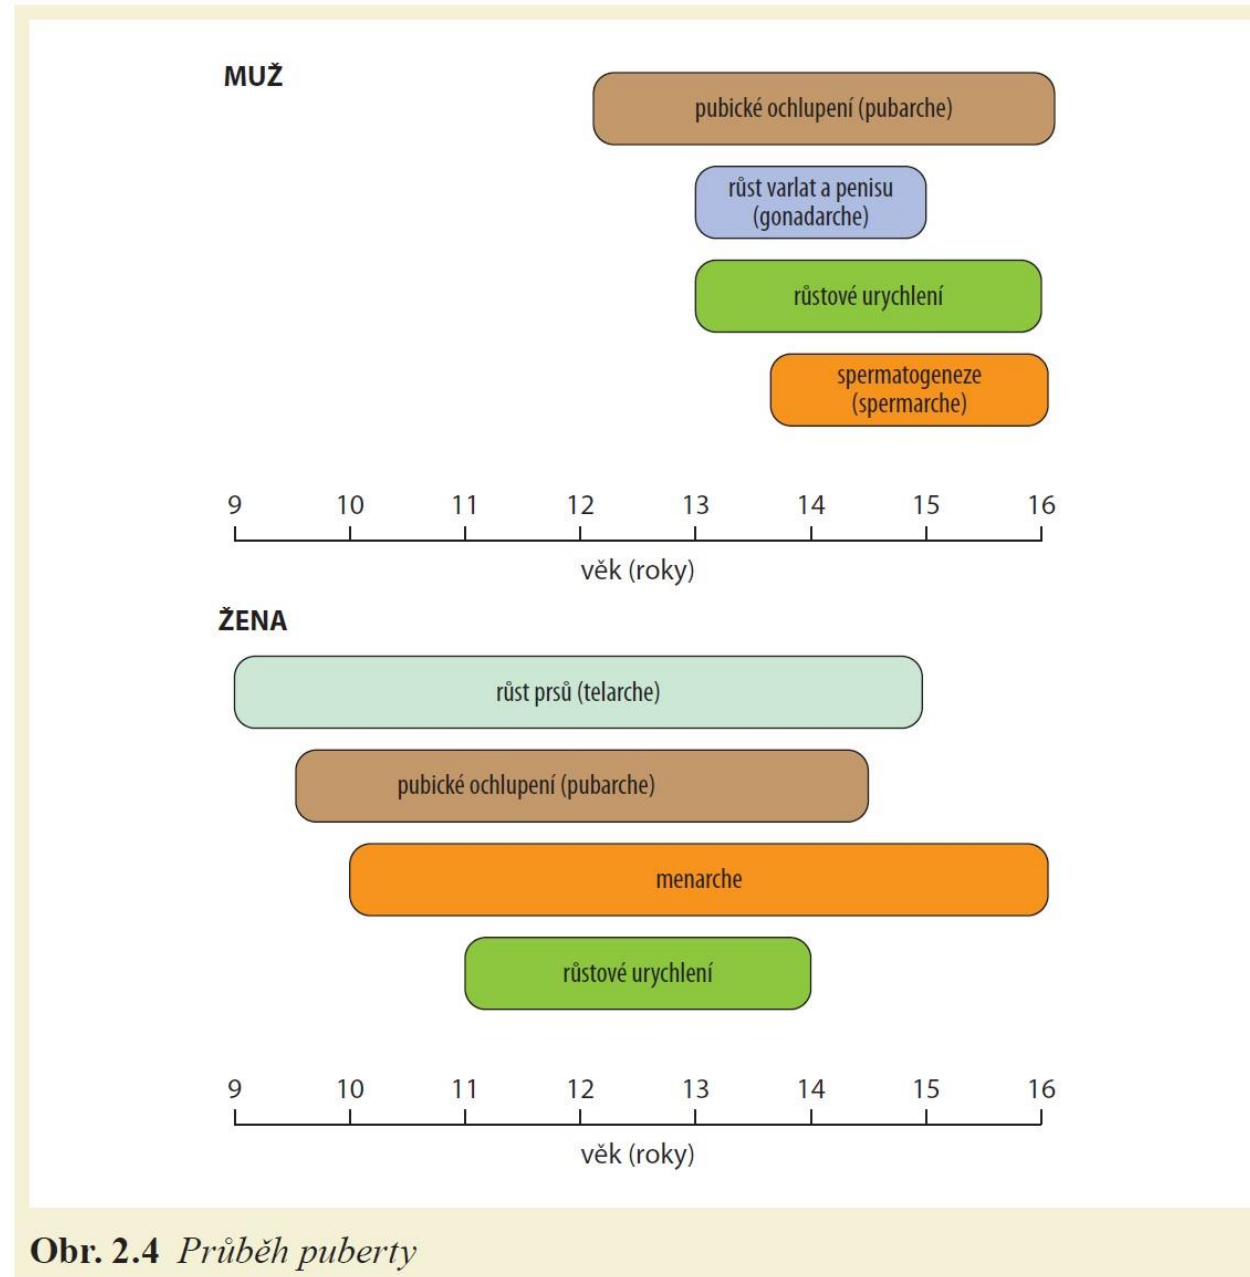 MUŽ
pubické ochlupení (pubarche)
růst varlat a penisu
(gonadarche)
růstové urychlení
spermatogeneze
(spermarche)
9 10 11 12 13 14 15 16
věk (roky)
ŽENA
růst prsů (telarche)
pubické ochlupení (pubarche)
menarche
růstové urychlení
9 10 11 12 13 14 15 16
věk (roky)
Obr. 2.4 Průběh puberty